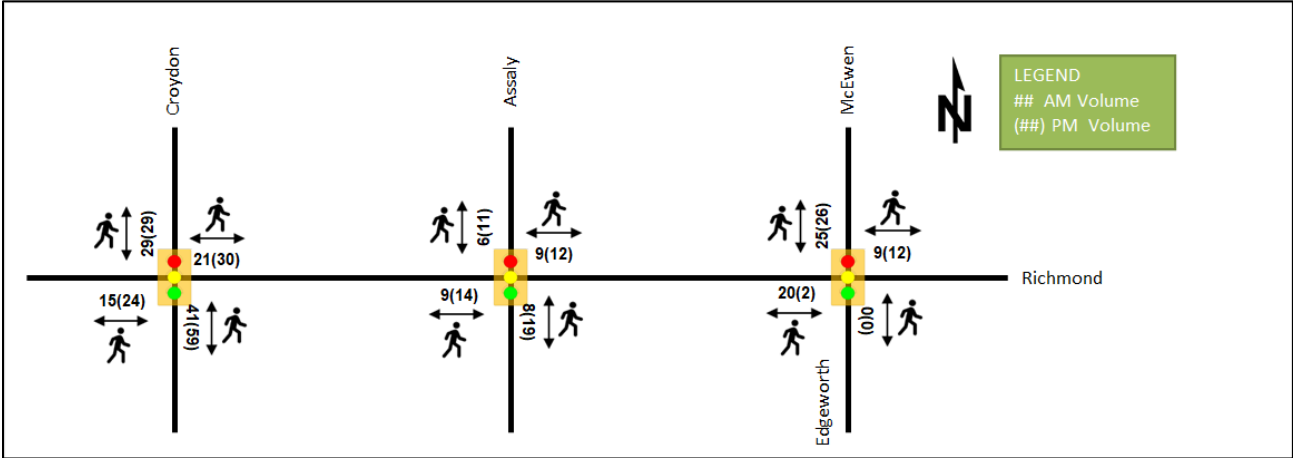 Croydon
Assaly
McEwen
N
LEGEND
## AM Volume
(##) PM Volume
29(29)
21(30)
6(11)
9(12)
25(26)
9(12)
Richmond
15(24)
41(59)
9(14)
8(19)
20(2)
0(0)
Edgeworth